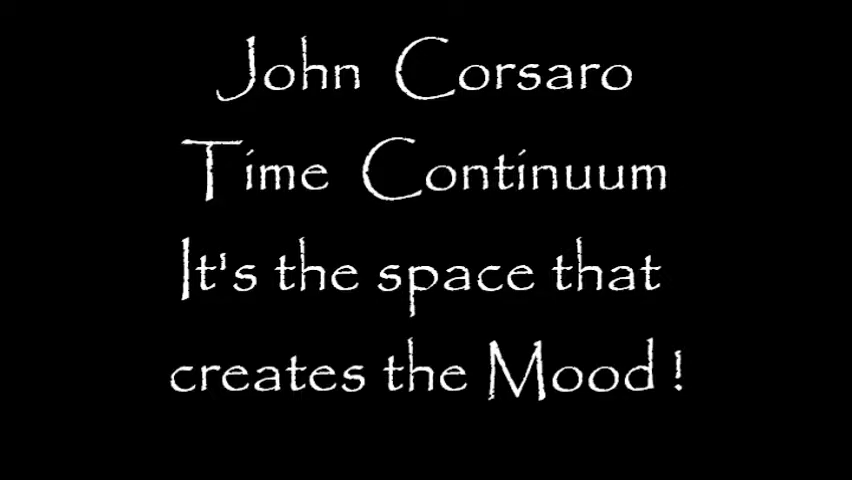 John Corsaro
Time Continuum
It's the space that
creates the Mood !